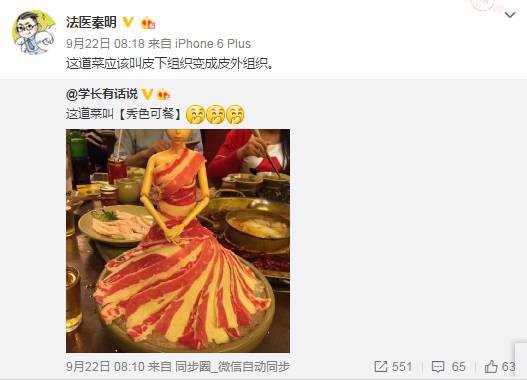 法医秦明
9月22日 08:18 来自 iPhone 6 Plus
这道菜应该叫皮下组织变成皮外组织。
@学长有话说
这道菜叫【秀色可餐】
9月22日 08:10 来自 同步圈_微信自动同步
551 65 63